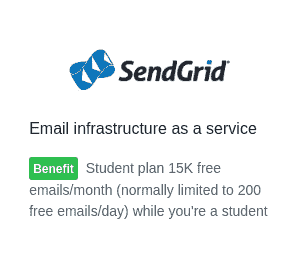 SendGrid
Email infrastructure as a service
Benefit Student plan 15K free
emails/month (normally limited to 200
free emails/day) while you're a student